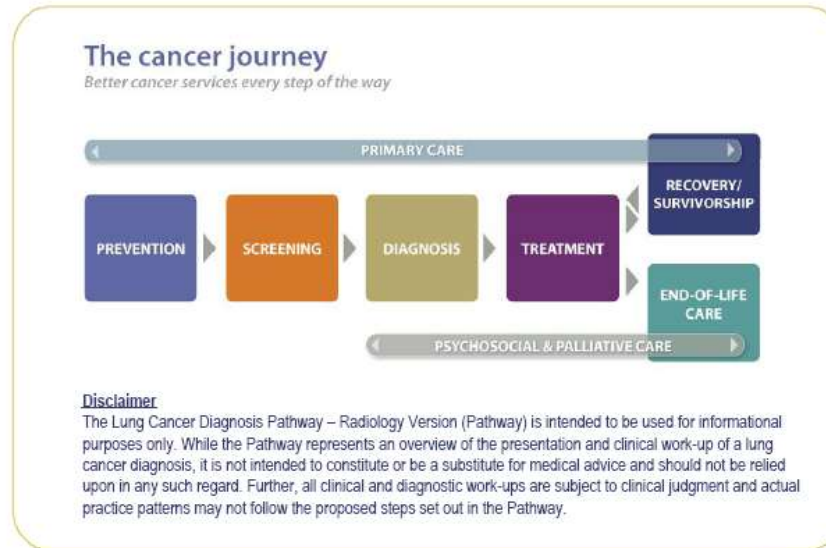 The cancer journey
Better cancer services every step of the way
PRIMARY CARE
PREVENTION
SCREENING
DIAGNOSIS
TREATMENT
RECOVERY/
SURVIVORSHIP
END-OF-LIFE
CARE
PSYCHOSOCIAL & PALLIATIVE CARE
Disclaimer
The Lung Cancer Diagnosis Pathway – Radiology Version (Pathway) is intended to be used for informational
purposes only. While the Pathway represents an overview of the presentation and clinical work-up of a lung
cancer diagnosis, it is not intended to constitute or be a substitute for medical advice and should not be relied
upon in any such regard. Further, all clinical and diagnostic work-ups are subject to clinical judgment and actual
practice patterns may not follow the proposed steps set out in the Pathway.